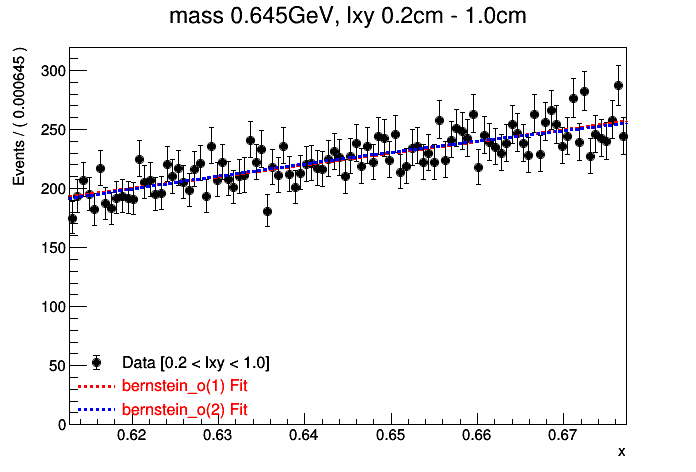 mass 0.645GeV, lxy 0.2cm - 1.0cm
Events / ( 0.000645 )
300
250
200
150
100
50
0
Data [0.2 < lxy < 1.0]
bernstein_o(1) Fit
bernstein_o(2) Fit
0.62 0.63 0.64 0.65 0.66 0.67
x